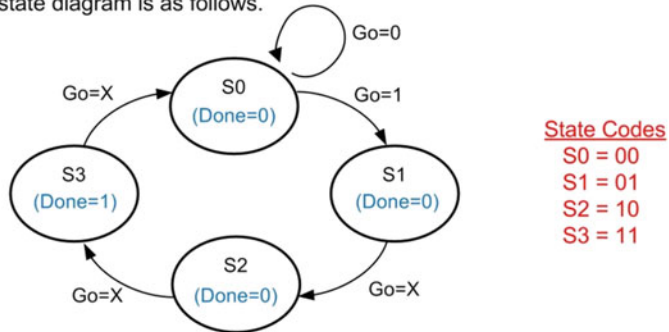 state diagram is as follows.
Go=0
S0
(Done=0)
Go=X
Go=1
S3
(Done=1)
S1
(Done=0)
S2
(Done=0)
Go=X
Go=X
State Codes
S0 = 00
S1 = 01
S2 = 10
S3 = 11